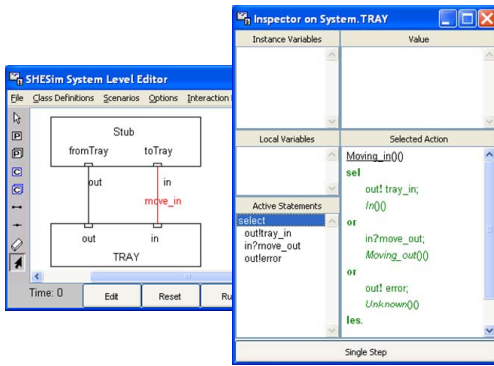 SHESim System Level Editor
File Class Definitions Scenarios Options Interaction
Stub
fromTray toTray
out in
move_in
out in
TRAY
Time: 0
Edit Reset Ru
Inspector on System.TRAY
Instance Variables Value
Local Variables Selected Action
Active Statements
select
out!tray_in
in?move_out
out!error
Moving_in()()
sel
out! tray_in;
In()()
or
in?move_out;
Moving_out()()
or
out! error;
Unknown()()
les.
Single Step